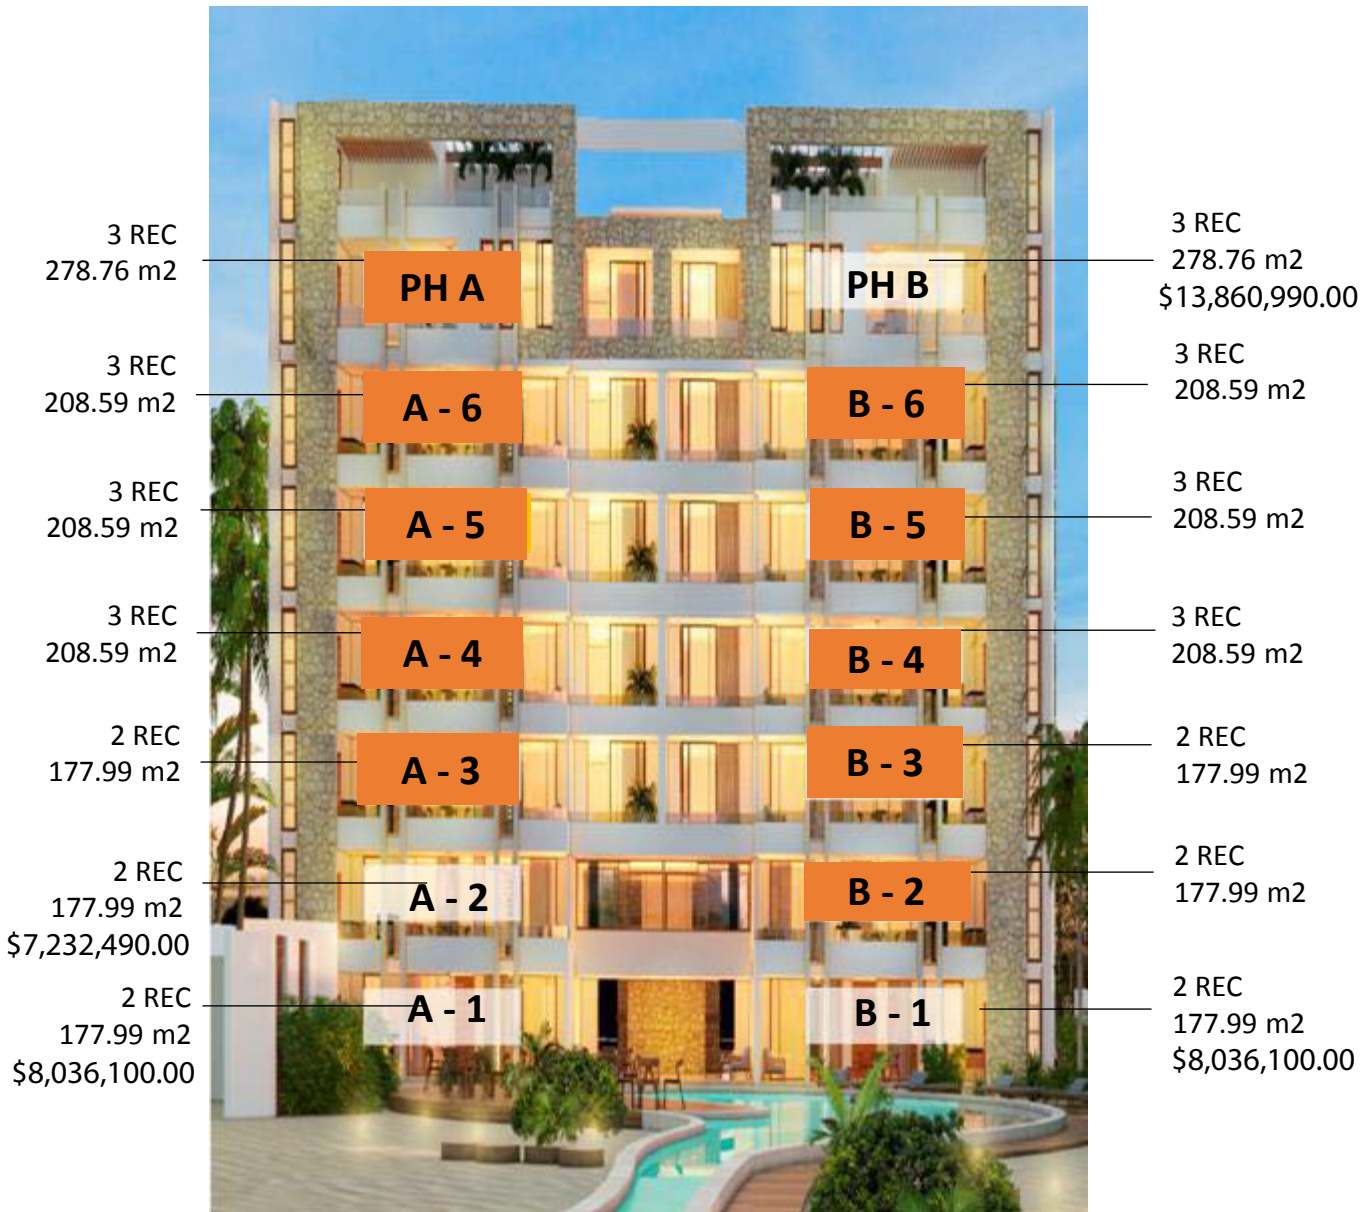 3 REC
278.76 m2
PH A
PH B
3 REC
278.76 m2
$13,860,990.00
3 REC
208.59 m2
A - 6
B - 6
3 REC
208.59 m2
3 REC
208.59 m2
A - 5
B - 5
3 REC
208.59 m2
3 REC
208.59 m2
A - 4
B - 4
3 REC
208.59 m2
2 REC
177.99 m2
A - 3
B - 3
2 REC
177.99 m2
2 REC
177.99 m2
$7,232,490.00
A - 2
B - 2
2 REC
177.99 m2
2 REC
177.99 m2
$8,036,100.00
A - 1
B - 1
2 REC
177.99 m2
$8,036,100.00